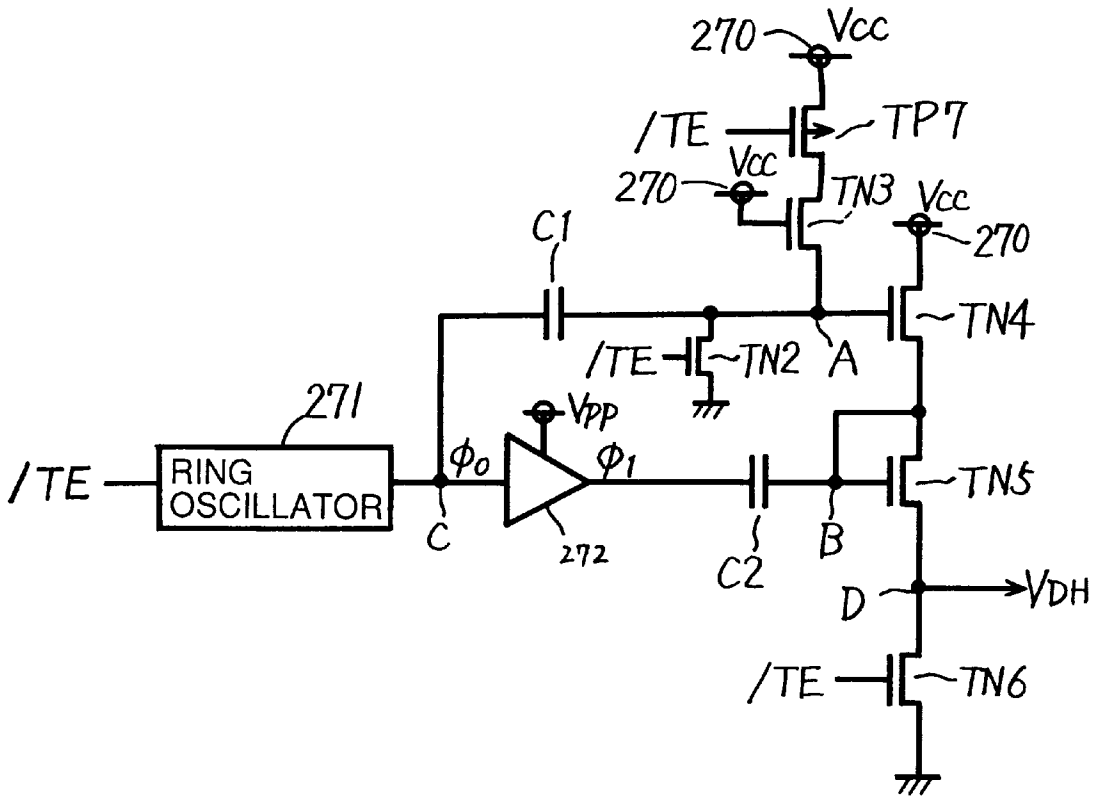 270 Vcc
/TE TP7
Vcc
270 TN3
Vcc
270
C1
TN4
/TE TN2 A
271
VPP
/TE RING OSCILLATOR φ0 φ1
TN5
C 272 C2 B
D VDH
/TE TN6